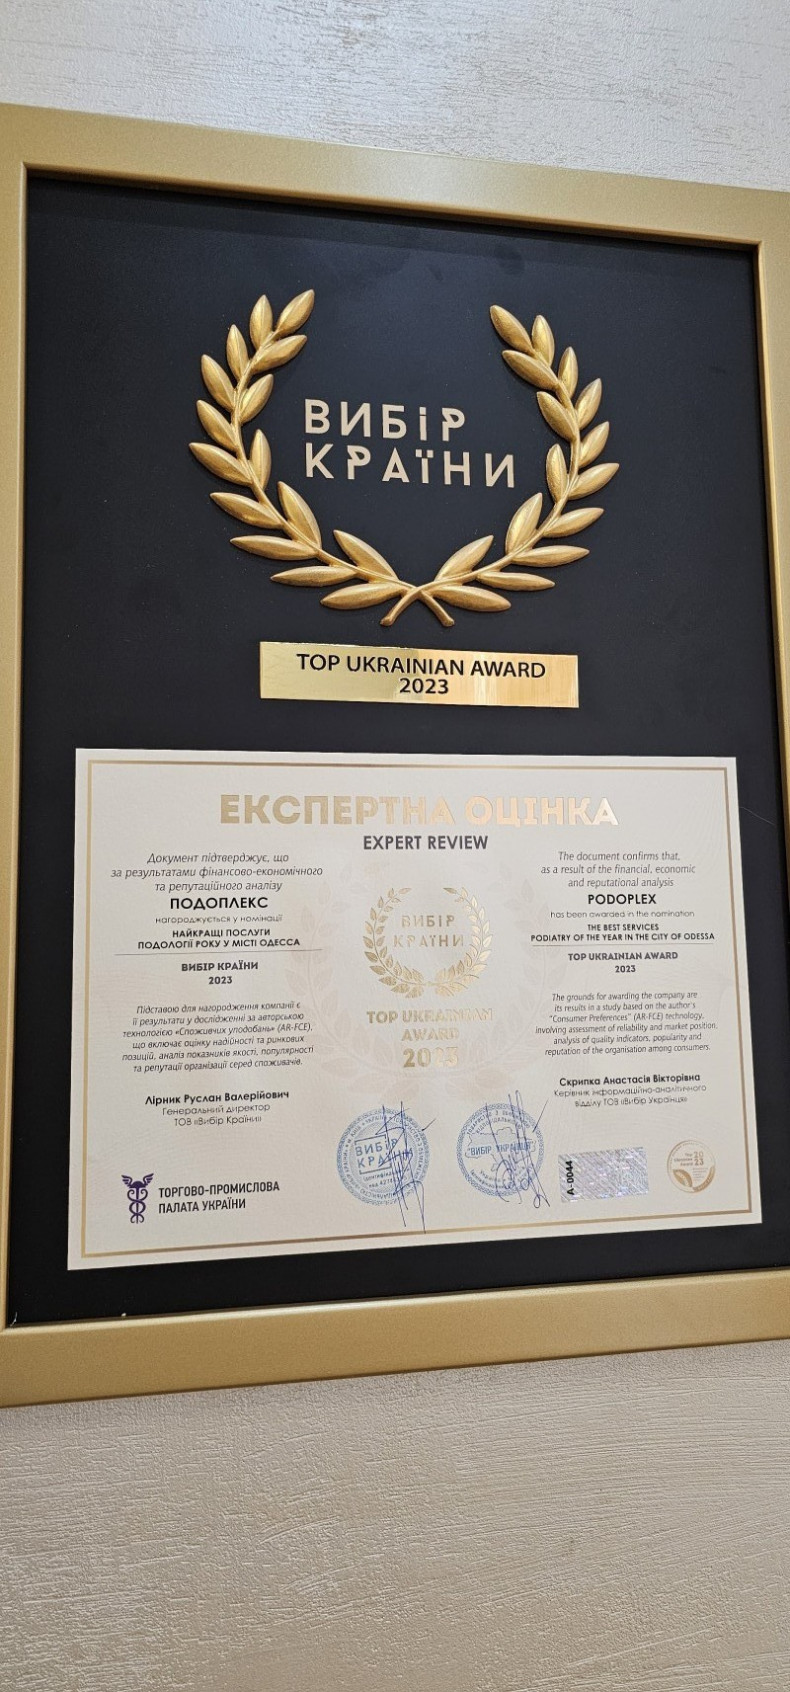 ВИБІР
КРАЇНИ
TOP UKRAINIAN AWARD
2023
ЕКСПЕРТНА ОЦІНКА
EXPERT REVIEW
Документ підтверджує, що
за результатами фінансово-економічного
та репутаційного аналізу
ПОДОПЛЕКС
нагороджується у номінації
НАЙКРАЩІ ПОСЛУГИ
ПОДОЛОГІЇ РОКУ У МІСТІ ОДЕССА
ВИБІР КРАЇНИ
2023
Підставою для нагородження компанії є
її результати у дослідженні за авторською
технологією «Споживчих уподобань» (AR-FCE),
що включає оцінку надійності та ринкових
позицій, аналіз показників якості, популярності
та репутації організації серед споживачів.
Лірник Руслан Валерійович
Генеральний директор
ТОВ «Вибір Країни»
ТОРГОВО-ПРОМИСЛОВА
ПАЛАТА УКРАЇНИ
ВИБІР
КРАЇНИ
TOP UKRAINIAN
AWARD
2023
The document confirms that,
as a result of the financial, economic
and reputational analysis
PODOPLEX
has been awarded in the nomination
THE BEST SERVICES
PODIATRY OF THE YEAR IN THE CITY OF ODESSA
TOP UKRAINIAN AWARD
2023
The grounds for awarding the company are
its results in a study based on the author's
"Consumer Preferences" (AR-FCE) technology,
involving assessment of reliability and market position,
analysis of quality indicators, popularity and
reputation of the organisation among consumers.
Скрипка Анастасія Вікторівна
Керівник інформаційно-аналітичного
відділу ТОВ «Вибір Українця»
ВИБІР
КРАЇНИ
"ВИБІР УКРАЇНЦЯ"
A-0044
2023